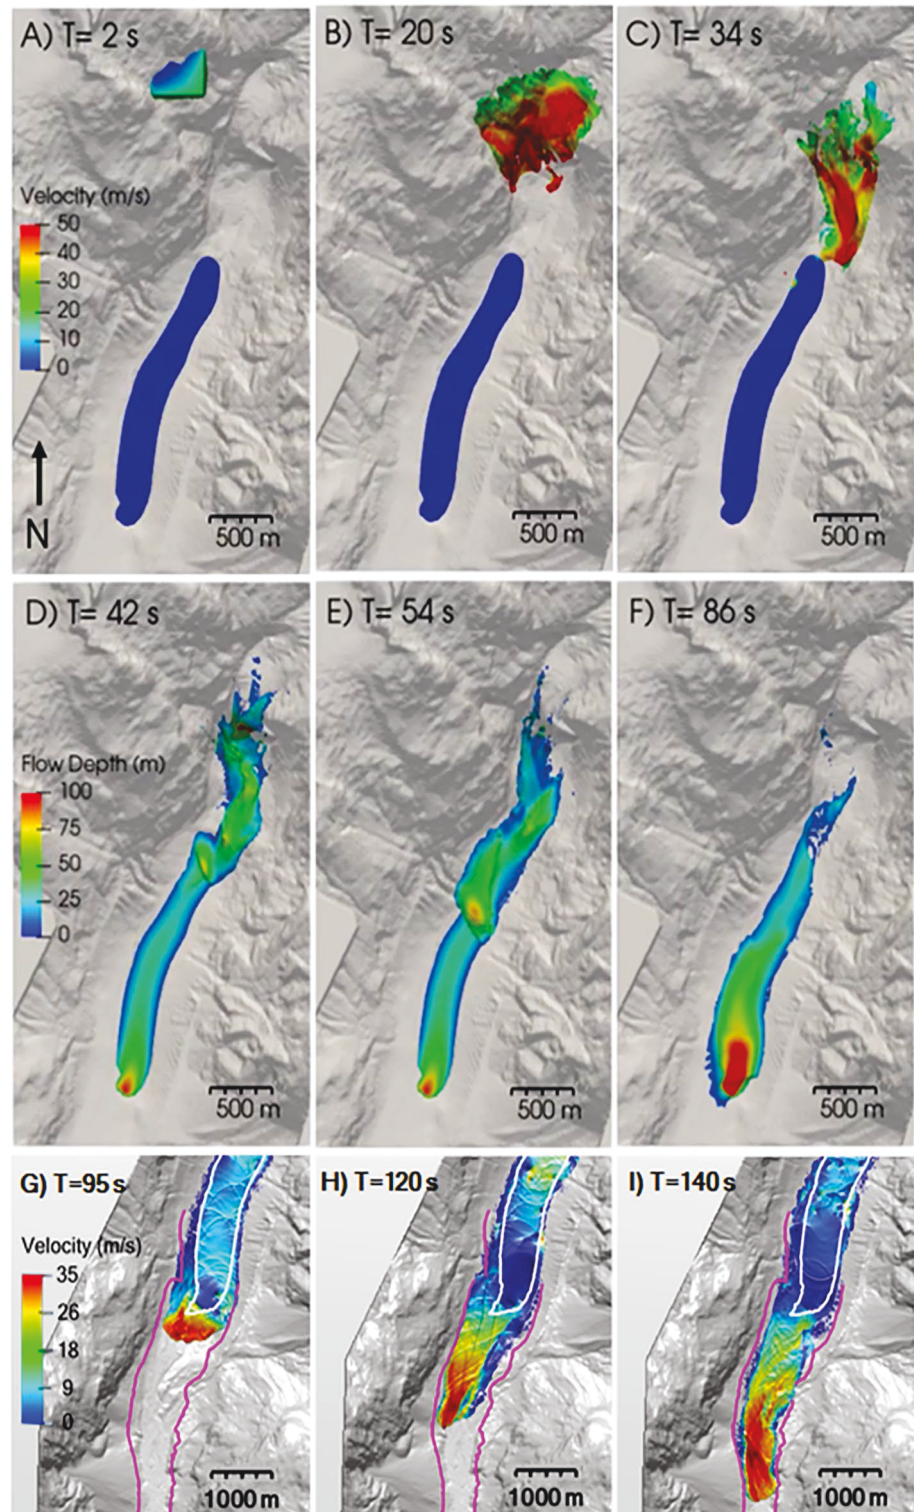 A) T= 2 s
B) T= 20 s
C) T= 34 s
Velocity (m/s)
50
40
30
20
10
0
N
500 m
500 m
500 m
D) T= 42 s
E) T= 54 s
F) T= 86 s
Flow Depth (m)
100
75
50
25
0
500 m
500 m
500 m
G) T=95 s
H) T=120 s
I) T=140 s
Velocity (m/s)
35
26
18
9
0
1000 m
1000 m
1000 m